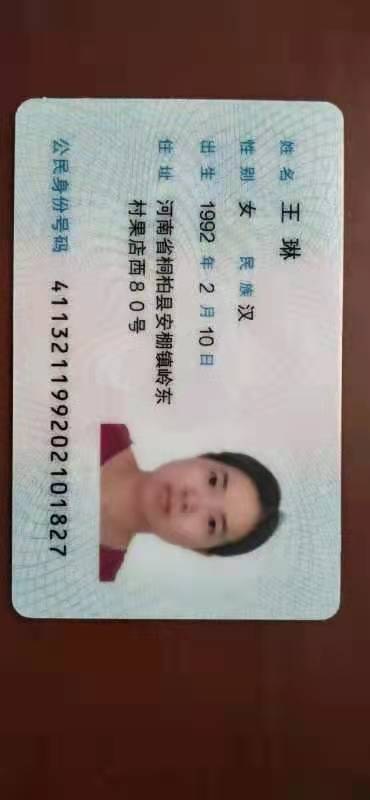 姓名 王琳
性别 女 民族 汉
出生 1992 年 2 月 10 日
住址 河南省桐柏县安棚镇岭东
村果店西80号
公民身份号码 411321199202101827